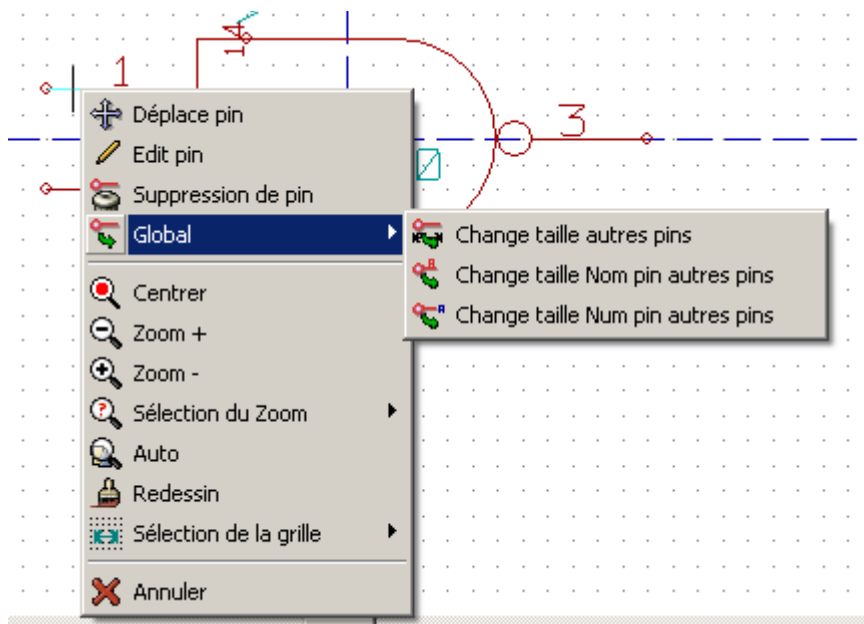 14
1
3
0
Déplace pin
Edit pin
Suppression de pin
Global
Change taille autres pins
Change taille Nom pin autres pins
Change taille Num pin autres pins
Centrer
Zoom +
Zoom -
Sélection du Zoom
Auto
Redessin
Sélection de la grille
Annuler